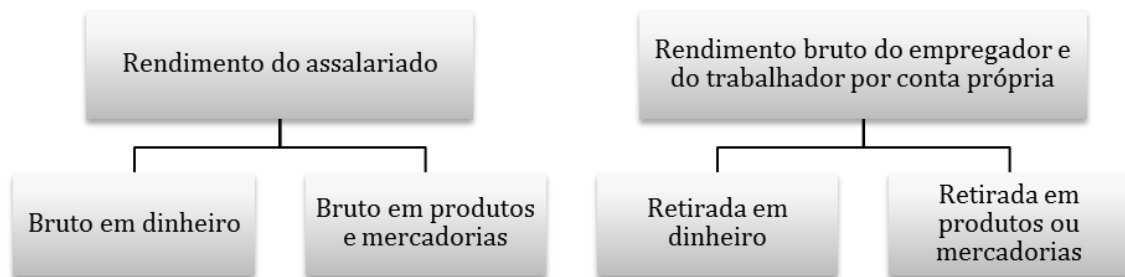 Rendimento do assalariado
Rendimento bruto do empregador e
do trabalhador por conta própria
Bruto em dinheiro
Bruto em produtos
e mercadorias
Retirada em
dinheiro
Retirada em
produtos ou
mercadorias